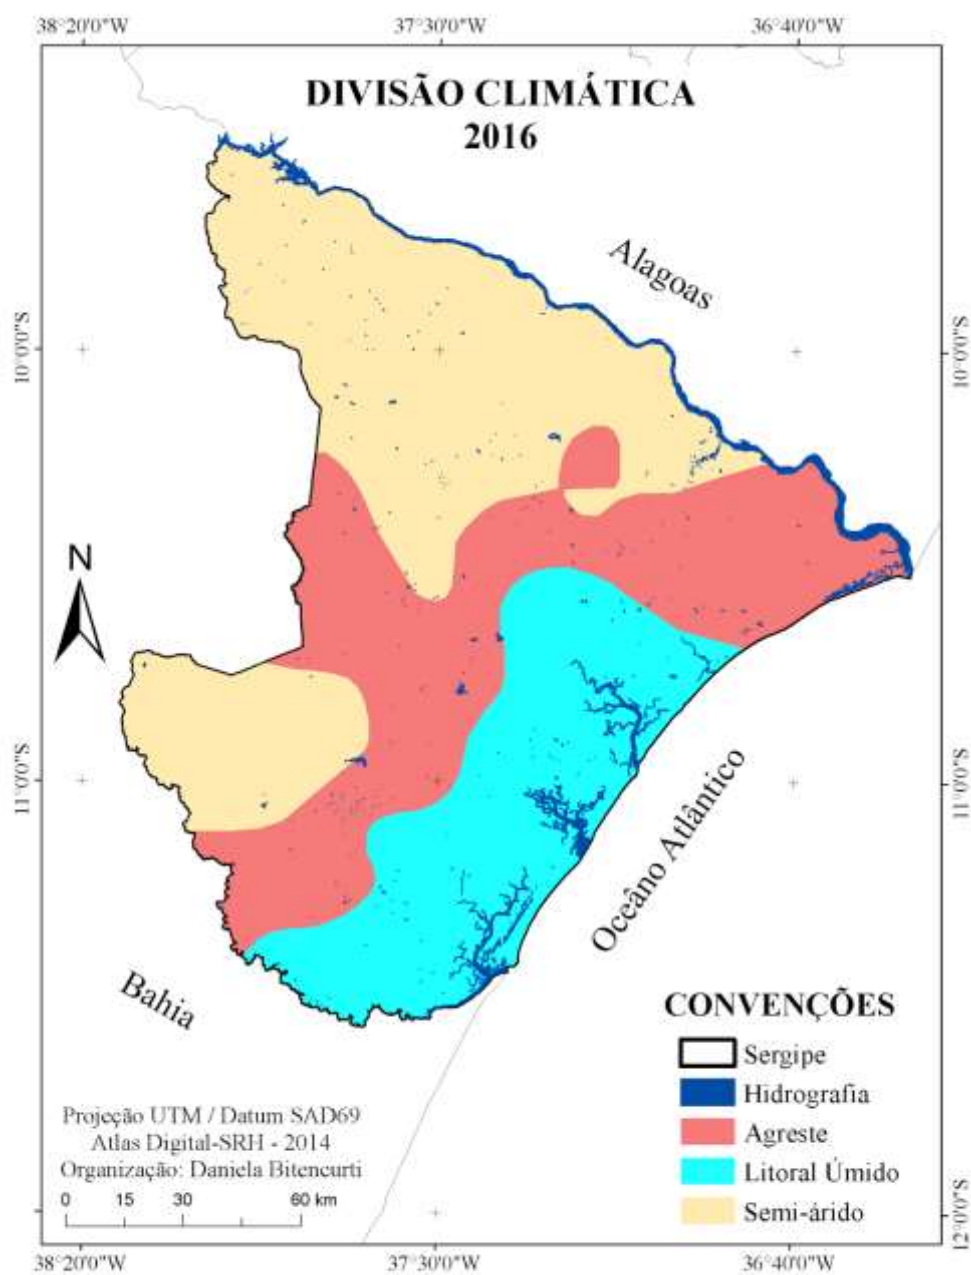 38°20'0"W 37°30'0"W 36°40'0"W
DIVISÃO CLIMÁTICA
2016
Alagoas
10°0'0"S 10°0'0"S
N
11°0'0"S 11°0'0"S
Oceâno Atlântico
Bahia
CONVENÇÕES
Sergipe
Hidrografia
Agreste
Litoral Úmido
Semi-árido
Projeção UTM / Datum SAD69
Atlas Digital-SRH - 2014
Organização: Daniela Bitencurti
0 15 30 60 km
12°0'0"S
38°20'0"W 37°30'0"W 36°40'0"W